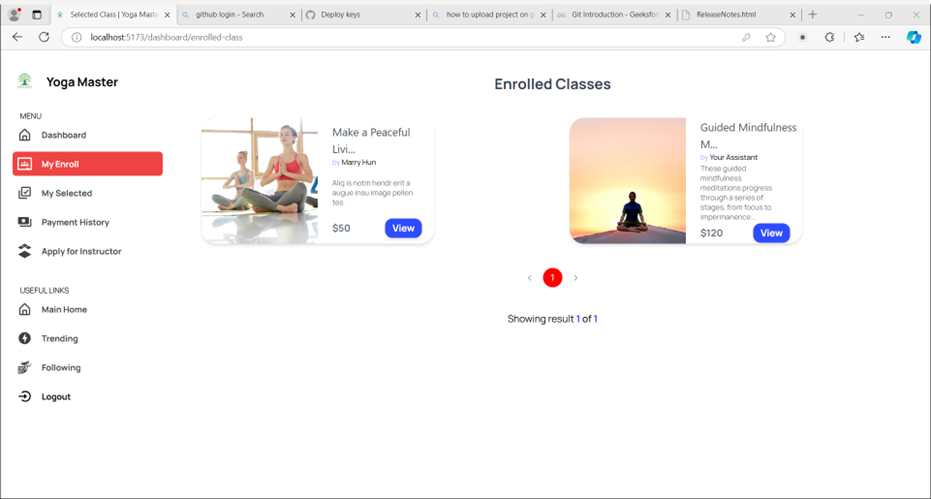 Selected Class | Yoga Mast
github login - Search
Deploy keys
how to upload project on g
Git Introduction - Geeksfor
ReleaseNotes.html
localhost:5173/dashboard/enrolled-class
Yoga Master
MENU
Dashboard
My Enroll
My Selected
Payment History
Apply for Instructor
USEFUL LINKS
Main Home
Trending
Following
Logout
Enrolled Classes
Make a Peaceful
Livi...
by Marry Hun
Aliq is notm hendr erit a
augue insu image pellen
tes.
$50
View
Guided Mindfulness
M...
by Your Assistant
These guided
mindfulness
meditations progress
through a series of
stages, from focus to
impermanence...
$120
View
1
Showing result 1 of 1